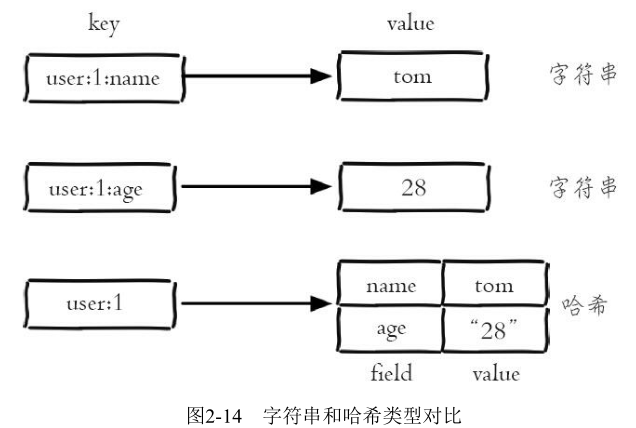 key value
user:1:name tom 字符串
user:1:age 28 字符串
name tom
user:1 哈希
age “28”
field value
图2-14 字符串和哈希类型对比